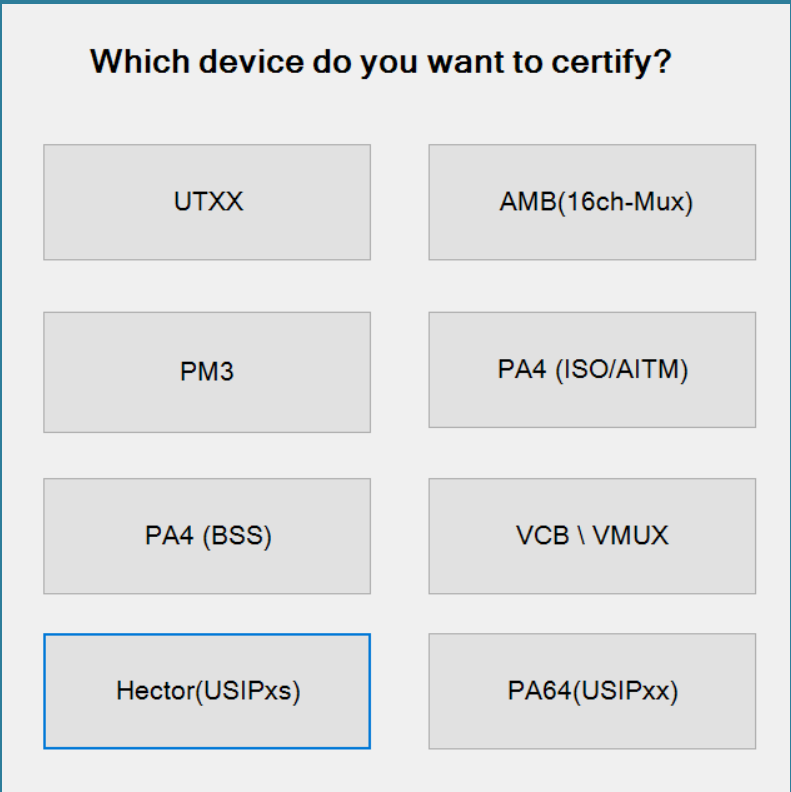 Which device do you want to certify?
UTXX
AMB(16ch-Mux)
PM3
PA4 (ISO/AITM)
PA4 (BSS)
VCB \ VMUX
Hector(USIPxs)
PA64(USIPxx)